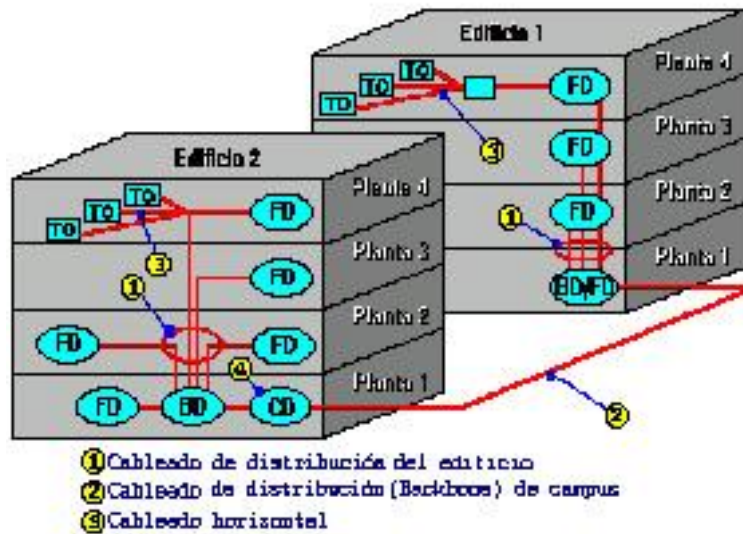 Edificio 1
Planta 4
TO
TO
TO
FD
Planta 3
3
FD
Edificio 2
Planta 2
Planta 4
TO
TO
TO
FD
1
FD
Planta 1
Planta 3
3
FD
1
BD/FD
Planta 2
FD
FD
4
Planta 1
FD
BD
CD
2
1 Cableado de distribución del edificio
2 Cableado de distribución (Backbone) de campus
3 Cableado horizontal